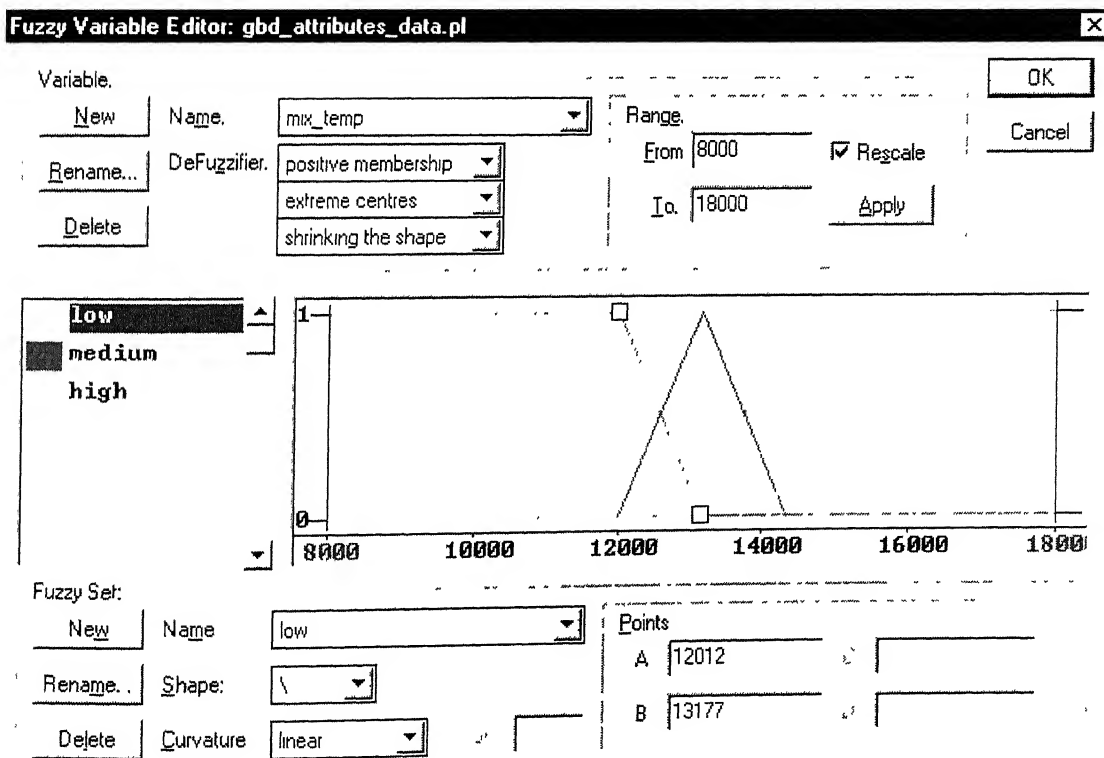 Fuzzy Variable Editor: gbd_attributes_data.pl
Variable.
New Name. mix_temp
Rename... DeFuzzifier. positive membership
extreme centres
Delete shrinking the shape
Range.
From 8000 Rescale
To. 18000 Apply
OK
Cancel
low
medium
high
1
0
8000 10000 12000 14000 16000 1800
Fuzzy Set:
New Name low
Rename.. Shape: \
Delete Curvature linear
Points
A 12012
B 13177